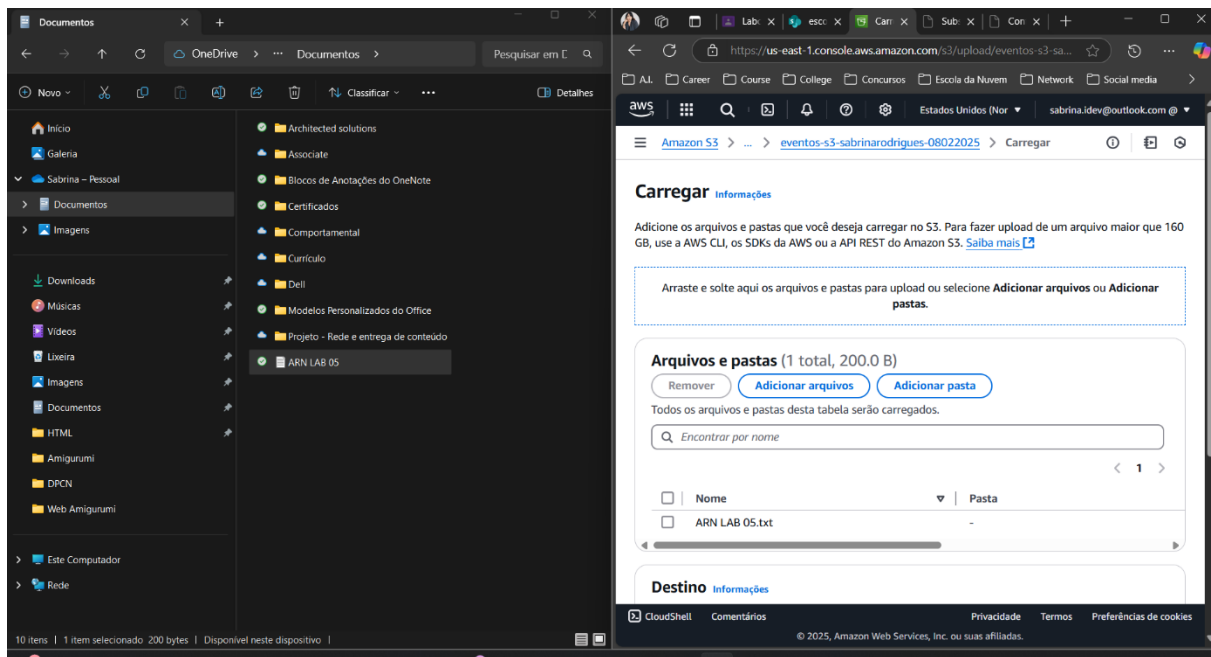 Documentos
OneDrive > ... Documentos >
Pesquisar em D
Novo
Classificar
Detalhes
Início
Galeria
Sabrina – Pessoal
Documentos
Imagens
Downloads
Músicas
Vídeos
Lixeira
Imagens
Documentos
HTML
Amigurumi
DPCN
Web Amigurumi
Este Computador
Rede
Architected solutions
Associate
Blocos de Anotações do OneNote
Certificados
Comportamental
Currículo
Dell
Modelos Personalizados do Office
Projeto - Rede e entrega de conteúdo
ARN LAB 05
10 itens | 1 item selecionado 200 bytes | Disponível neste dispositivo |
Labc
esco
Carr
Sub:
Con
https://us-east-1.console.aws.amazon.com/s3/upload/eventos-s3-sa...
A.I. Career Course College Concursos Escola da Nuvem Network Social media
aws
Estados Unidos (Nor
sabrina.idev@outlook.com @
Amazon S3 > ... > eventos-s3-sabrinarodrigues-08022025 > Carregar
Carregar Informações
Adicione os arquivos e pastas que você deseja carregar no S3. Para fazer upload de um arquivo maior que 160
GB, use a AWS CLI, os SDKs da AWS ou a API REST do Amazon S3. Saiba mais
Arraste e solte aqui os arquivos e pastas para upload ou selecione Adicionar arquivos ou Adicionar
pastas.
Arquivos e pastas (1 total, 200.0 B)
Remover
Adicionar arquivos
Adicionar pasta
Todos os arquivos e pastas desta tabela serão carregados.
Encontrar por nome
< 1 >
Nome
Pasta
ARN LAB 05.txt
-
Destino Informações
CloudShell Comentários
Privacidade Termos Preferências de cookies
© 2025, Amazon Web Services, Inc. ou suas afiliadas.